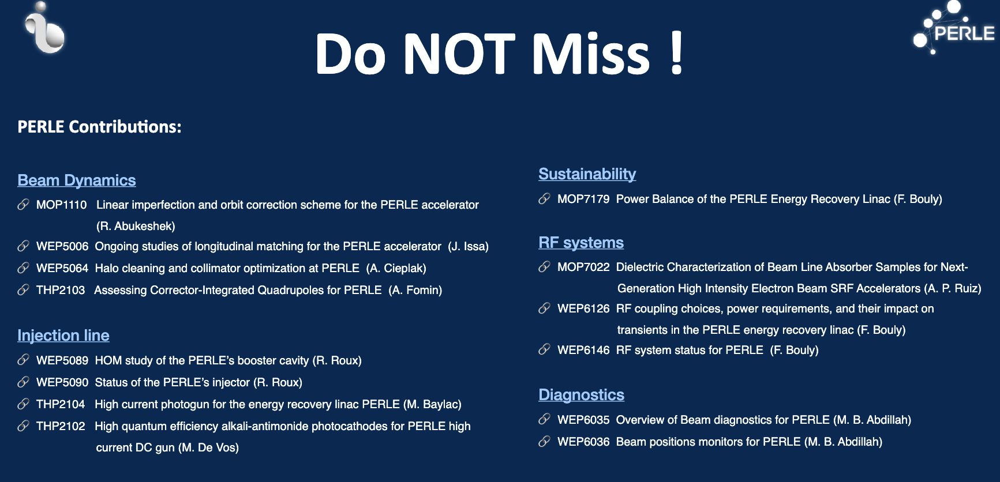 Do NOT Miss !
PERLE
PERLE Contributions:
Beam Dynamics
MOP1110 Linear imperfection and orbit correction scheme for the PERLE accelerator
(R. Abukeshek)
WEP5006 Ongoing studies of longitudinal matching for the PERLE accelerator (J. Issa)
WEP5064 Halo cleaning and collimator optimization at PERLE (A. Cieplak)
THP2103 Assessing Corrector-Integrated Quadrupoles for PERLE (A. Fomin)
Injection line
WEP5089 HOM study of the PERLE’s booster cavity (R. Roux)
WEP5090 Status of the PERLE’s injector (R. Roux)
THP2104 High current photogun for the energy recovery linac PERLE (M. Baylac)
THP2102 High quantum efficiency alkali-antimonide photocathodes for PERLE high
current DC gun (M. De Vos)
Sustainability
MOP7179 Power Balance of the PERLE Energy Recovery Linac (F. Bouly)
RF systems
MOP7022 Dielectric Characterization of Beam Line Absorber Samples for Next-
Generation High Intensity Electron Beam SRF Accelerators (A. P. Ruiz)
WEP6126 RF coupling choices, power requirements, and their impact on
transients in the PERLE energy recovery linac (F. Bouly)
WEP6146 RF system status for PERLE (F. Bouly)
Diagnostics
WEP6035 Overview of Beam diagnostics for PERLE (M. B. Abdillah)
WEP6036 Beam positions monitors for PERLE (M. B. Abdillah)